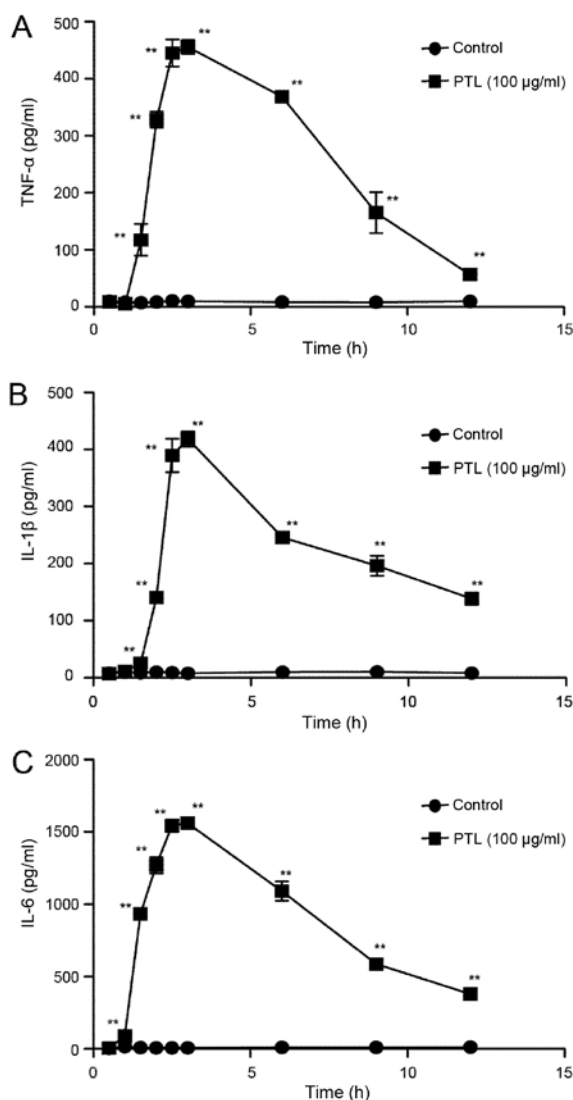 A
500
400
300
200
100
0
TNF-α (pg/ml)
** ** ** ** ** ** ** **
Control
PTL (100 µg/ml)
0 5 10 15
Time (h)
B
500
400
300
200
100
0
IL-1β (pg/ml)
** ** ** ** ** ** **
Control
PTL (100 µg/ml)
0 5 10 15
Time (h)
C
2000
1500
1000
500
0
IL-6 (pg/ml)
** ** ** ** ** ** ** **
Control
PTL (100 µg/ml)
0 5 10 15
Time (h)